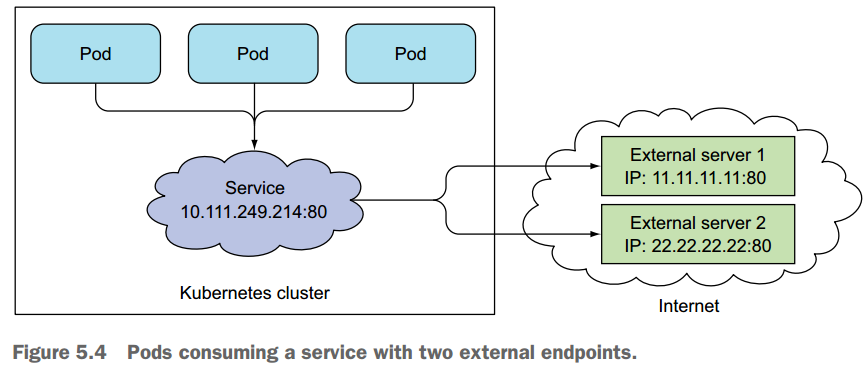 Pod
Pod
Pod
Service
10.111.249.214:80
Kubernetes cluster
External server 1
IP: 11.11.11.11:80
External server 2
IP: 22.22.22.22:80
Internet
Figure 5.4 Pods consuming a service with two external endpoints.